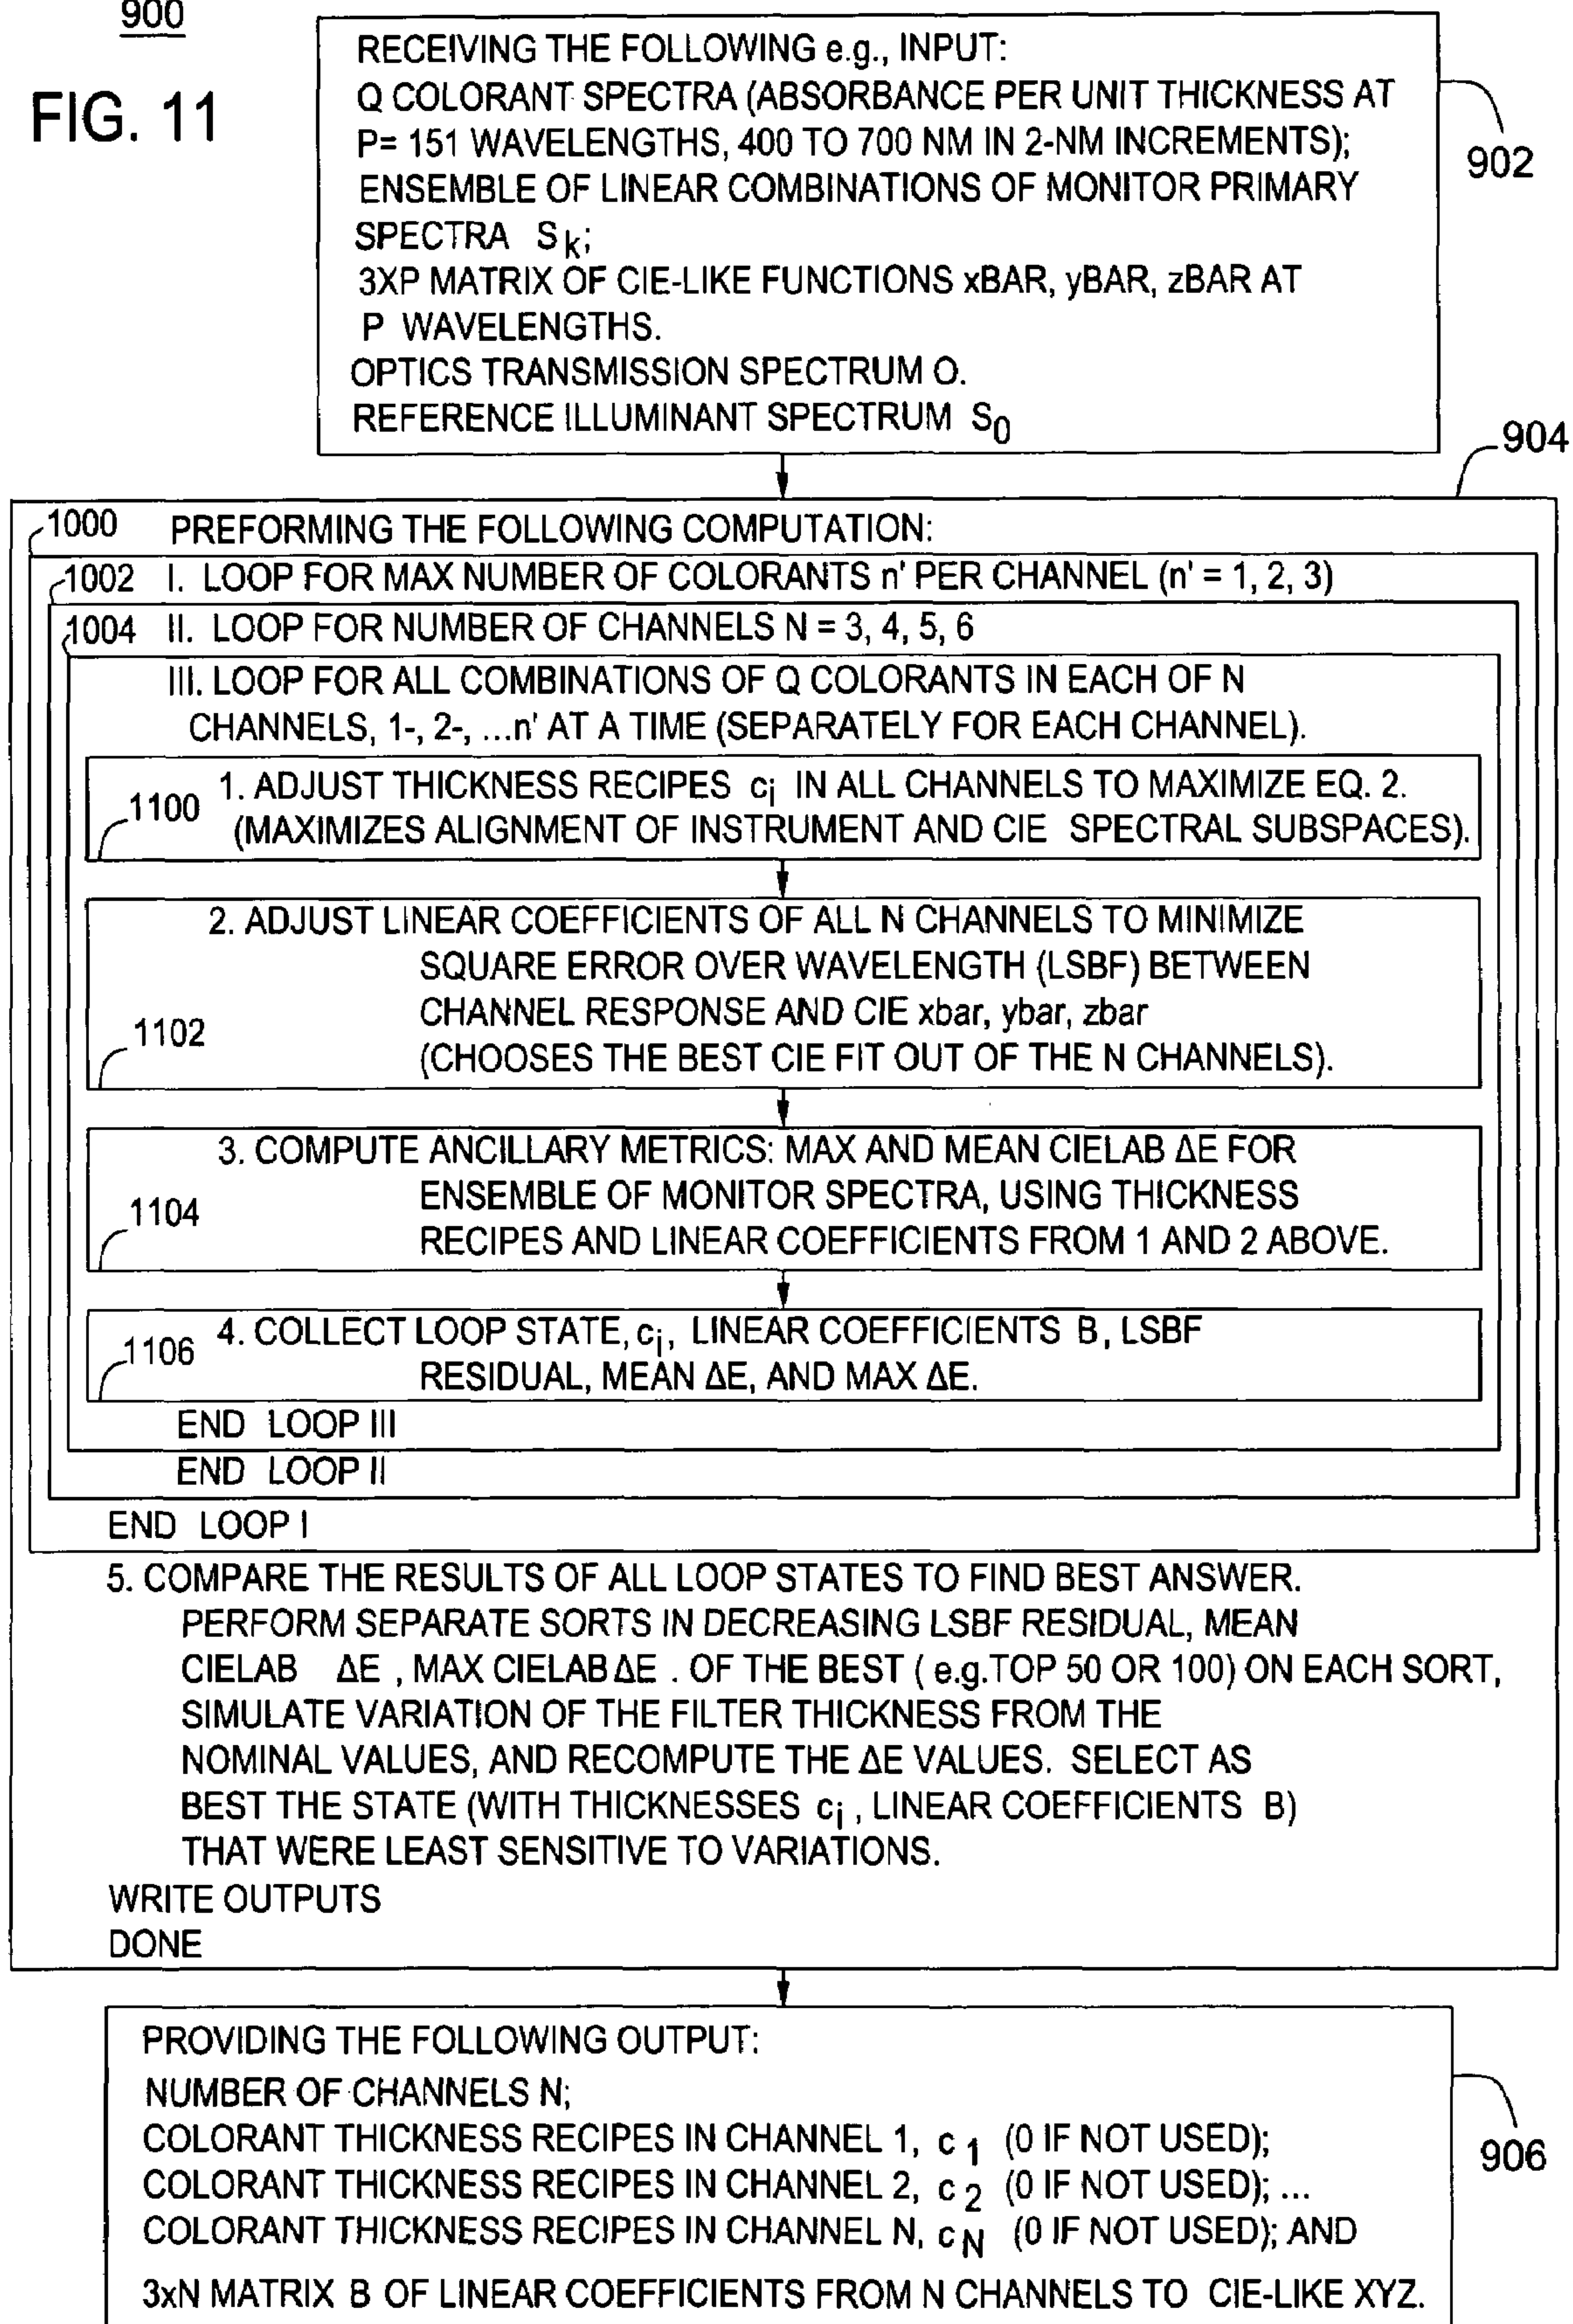 900
FIG. 11
RECEIVING THE FOLLOWING e.g., INPUT:
Q COLORANT SPECTRA (ABSORBANCE PER UNIT THICKNESS AT
P= 151 WAVELENGTHS, 400 TO 700 NM IN 2-NM INCREMENTS);
ENSEMBLE OF LINEAR COMBINATIONS OF MONITOR PRIMARY
SPECTRA Sk;
3XP MATRIX OF CIE-LIKE FUNCTIONS xBAR, yBAR, zBAR AT
P WAVELENGTHS.
OPTICS TRANSMISSION SPECTRUM O.
REFERENCE ILLUMINANT SPECTRUM S0
902
904
1000 PREFORMING THE FOLLOWING COMPUTATION:
1002 I. LOOP FOR MAX NUMBER OF COLORANTS n' PER CHANNEL (n' = 1, 2, 3)
1004 II. LOOP FOR NUMBER OF CHANNELS N = 3, 4, 5, 6
III. LOOP FOR ALL COMBINATIONS OF Q COLORANTS IN EACH OF N
CHANNELS, 1-, 2-, ...n' AT A TIME (SEPARATELY FOR EACH CHANNEL).
1100 1. ADJUST THICKNESS RECIPES ci IN ALL CHANNELS TO MAXIMIZE EQ. 2.
(MAXIMIZES ALIGNMENT OF INSTRUMENT AND CIE SPECTRAL SUBSPACES).
2. ADJUST LINEAR COEFFICIENTS OF ALL N CHANNELS TO MINIMIZE
SQUARE ERROR OVER WAVELENGTH (LSBF) BETWEEN
CHANNEL RESPONSE AND CIE xbar, ybar, zbar
1102
(CHOOSES THE BEST CIE FIT OUT OF THE N CHANNELS).
3. COMPUTE ANCILLARY METRICS: MAX AND MEAN CIELAB ΔE FOR
ENSEMBLE OF MONITOR SPECTRA, USING THICKNESS
1104
RECIPES AND LINEAR COEFFICIENTS FROM 1 AND 2 ABOVE.
1106 4. COLLECT LOOP STATE, ci, LINEAR COEFFICIENTS B, LSBF
RESIDUAL, MEAN ΔE, AND MAX ΔE.
END LOOP III
END LOOP II
END LOOP I
5. COMPARE THE RESULTS OF ALL LOOP STATES TO FIND BEST ANSWER.
PERFORM SEPARATE SORTS IN DECREASING LSBF RESIDUAL, MEAN
CIELAB ΔE , MAX CIELAB ΔE . OF THE BEST ( e.g.TOP 50 OR 100) ON EACH SORT,
SIMULATE VARIATION OF THE FILTER THICKNESS FROM THE
NOMINAL VALUES, AND RECOMPUTE THE ΔE VALUES. SELECT AS
BEST THE STATE (WITH THICKNESSES ci , LINEAR COEFFICIENTS B)
THAT WERE LEAST SENSITIVE TO VARIATIONS.
WRITE OUTPUTS
DONE
PROVIDING THE FOLLOWING OUTPUT:
NUMBER OF CHANNELS N;
COLORANT THICKNESS RECIPES IN CHANNEL 1, c1 (0 IF NOT USED);
COLORANT THICKNESS RECIPES IN CHANNEL 2, c2 (0 IF NOT USED); ...
COLORANT THICKNESS RECIPES IN CHANNEL N, cN (0 IF NOT USED); AND
3xN MATRIX B OF LINEAR COEFFICIENTS FROM N CHANNELS TO CIE-LIKE XYZ.
906